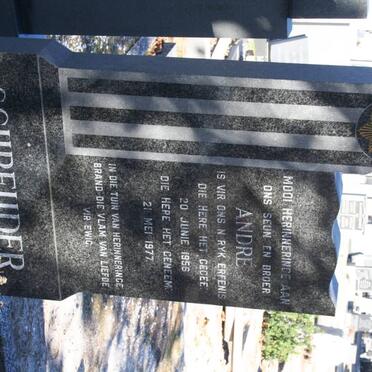 MOOI HERINNERINGE AAN
ONS SEUN EN BROER
ANDRE
IS VIR ONS 'N RYK ERFENIS
DIE HERE HET GEGEE
20 JUNIE 1956
DIE HERE HET GENEEM
21 MEI 1977.
IN DIE TUIN VAN HERINNERINGE
BRAND DIE VLAM VAN LIEFDE
VIR EWIG.
SCHREUDER